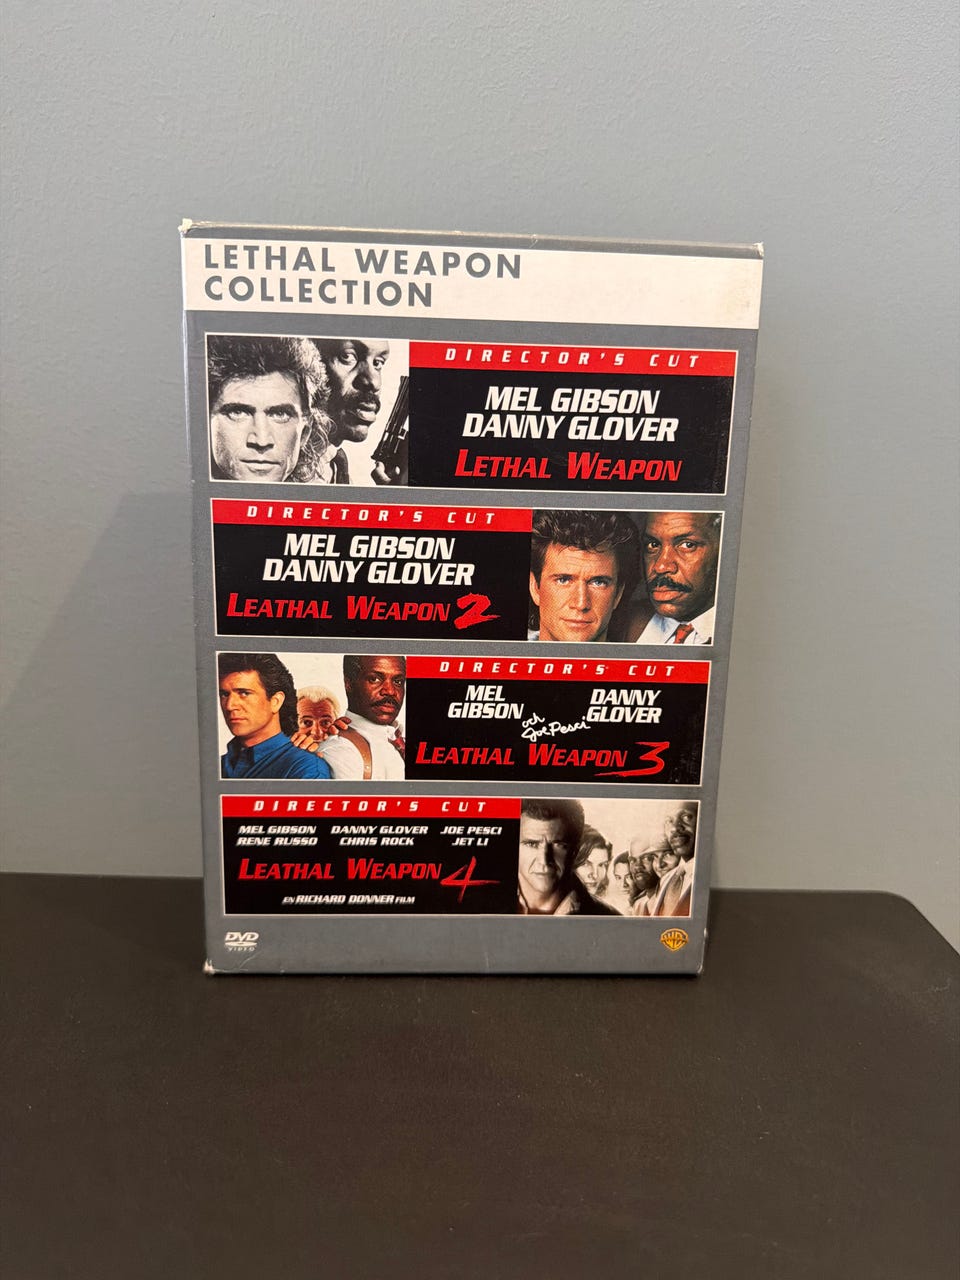 LETHAL WEAPON
COLLECTION
DIRECTOR'S CUT
MEL GIBSON
DANNY GLOVER
LETHAL WEAPON
DIRECTOR'S CUT
MEL GIBSON
DANNY GLOVER
LEATHAL WEAPON 2
DIRECTOR'S CUT
MEL GIBSON
DANNY GLOVER
och
Joe Pesci
LEATHAL WEAPON 3
DIRECTOR'S CUT
MEL GIBSON DANNY GLOVER JOE PESCI
RENE RUSSO CHRIS ROCK JET LI
LEATHAL WEAPON 4
EN RICHARD DONNER FILM
DVD
VIDEO
WB